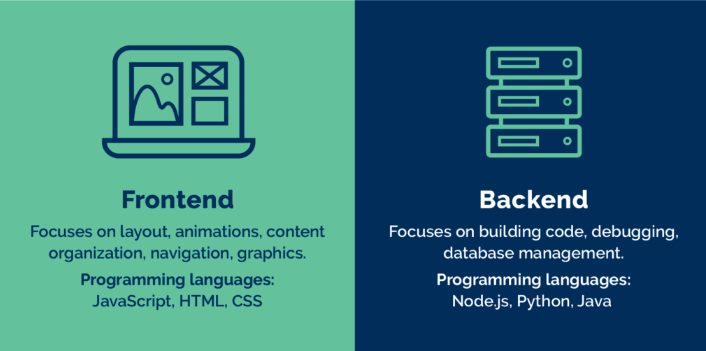 Frontend
Focuses on layout, animations, content
organization, navigation, graphics.
Programming languages:
JavaScript, HTML, CSS
Backend
Focuses on building code, debugging,
database management.
Programming languages:
Node.js, Python, Java